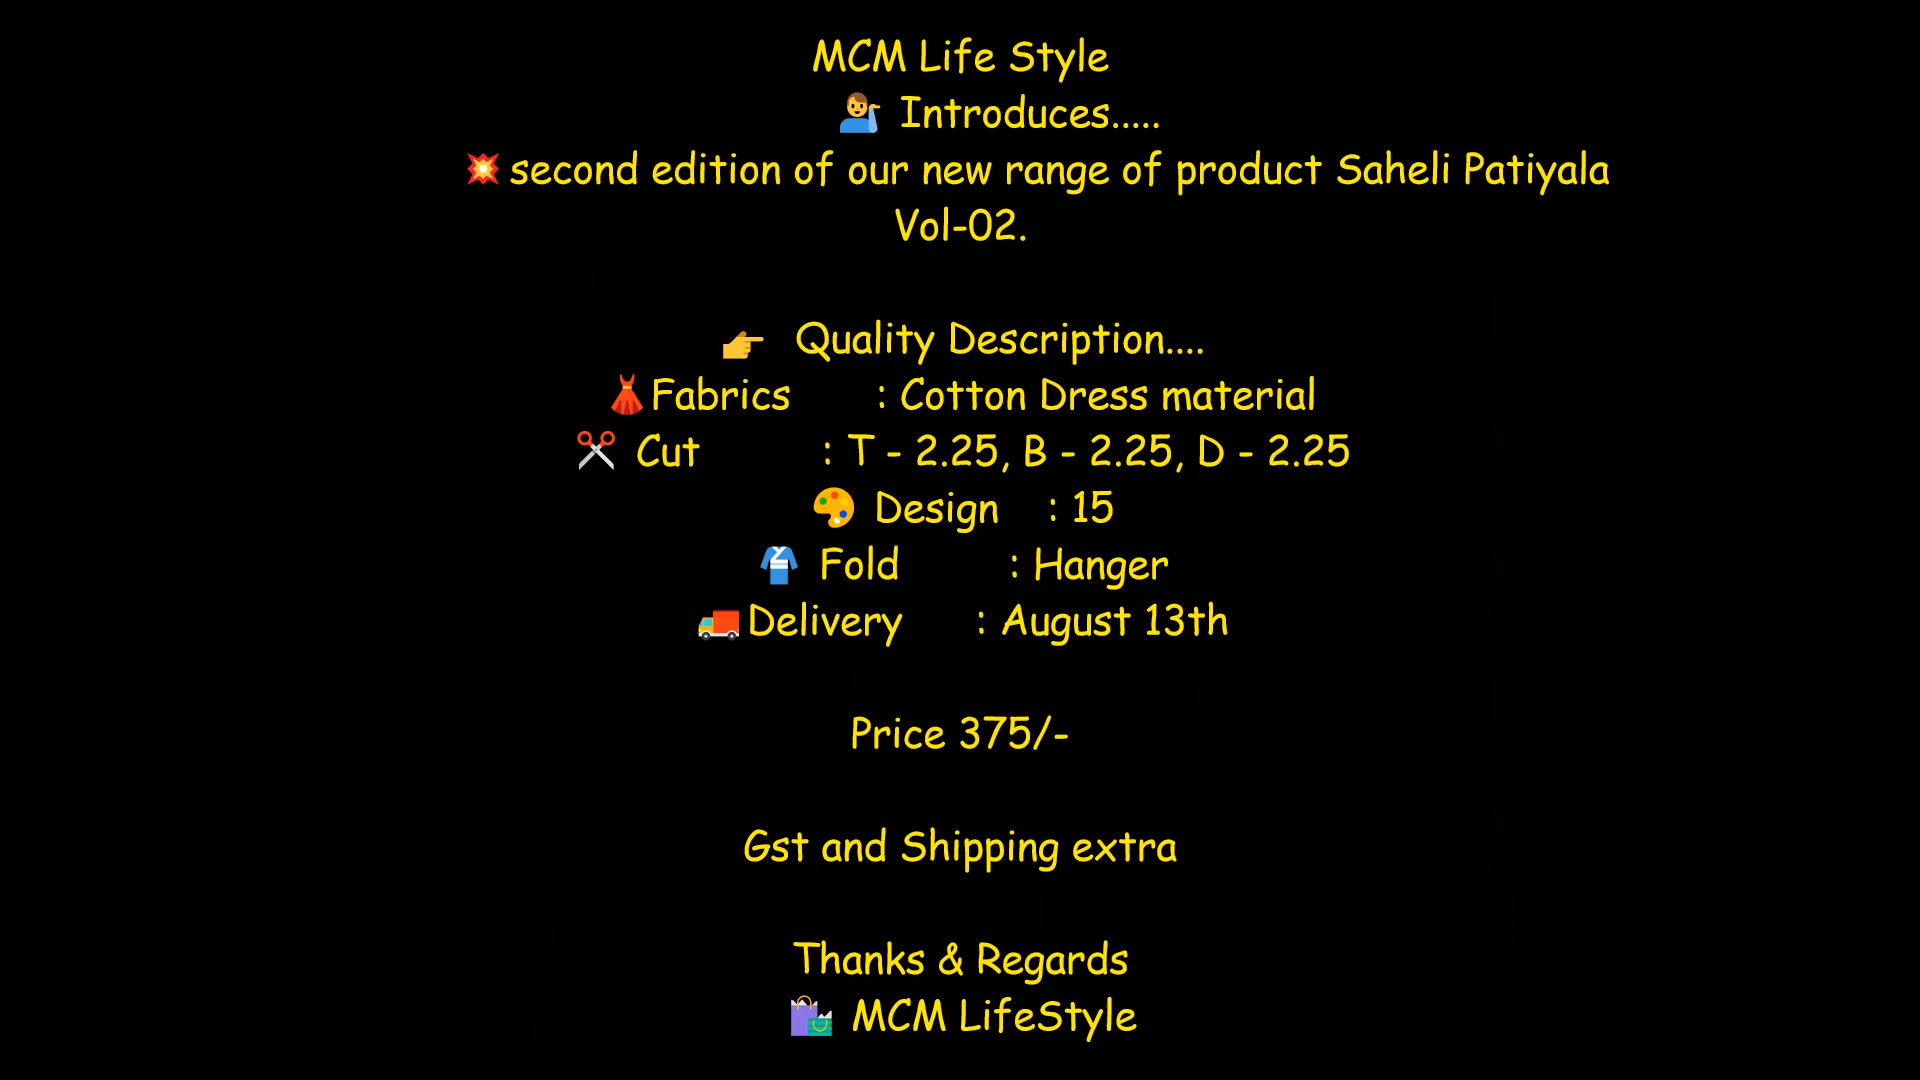 MCM Life Style
💁‍♂️ Introduces.....
💥second edition of our new range of product Saheli Patiyala
Vol-02.
👉 Quality Description....
👗Fabrics : Cotton Dress material
✂️ Cut : T - 2.25, B - 2.25, D - 2.25
🎨 Design : 15
👘 Fold : Hanger
🚚Delivery : August 13th
Price 375/-
Gst and Shipping extra
Thanks & Regards
🛍️ MCM LifeStyle